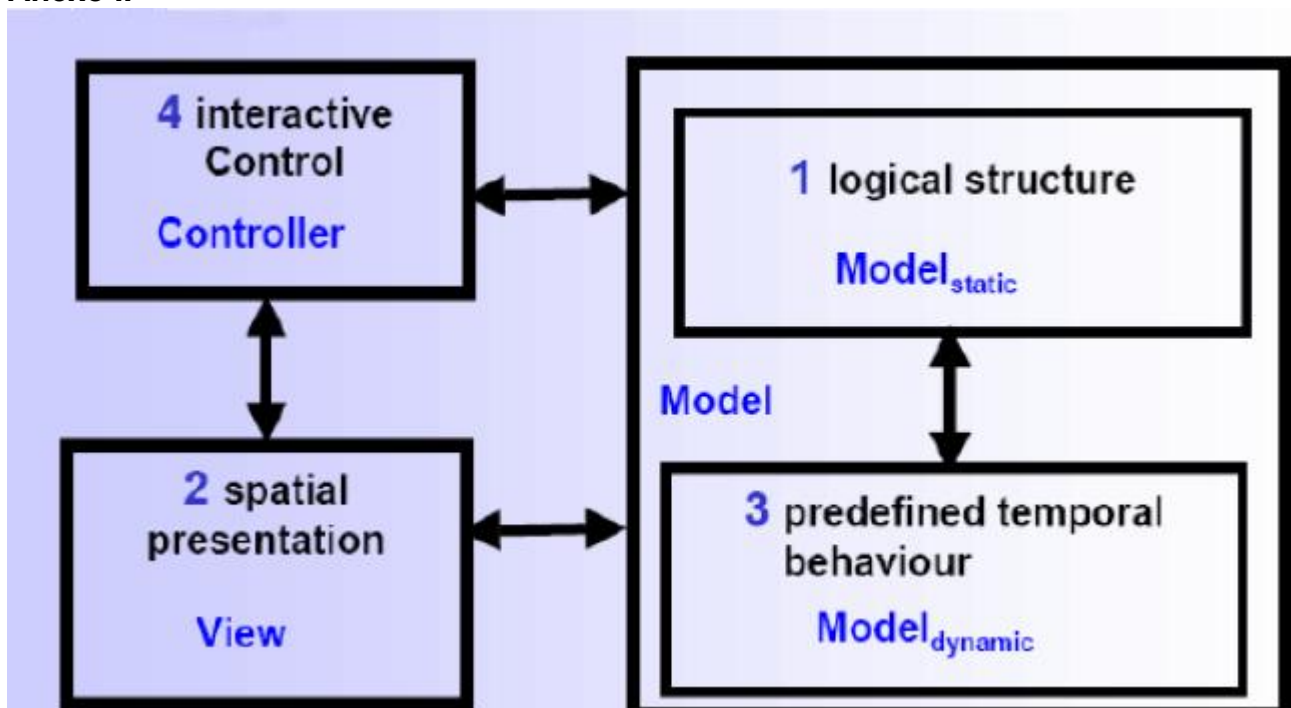 4 interactive
Control
Controller
1 logical structure
Model static
Model
2 spatial
presentation
View
3 predefined temporal
behaviour
Model dynamic